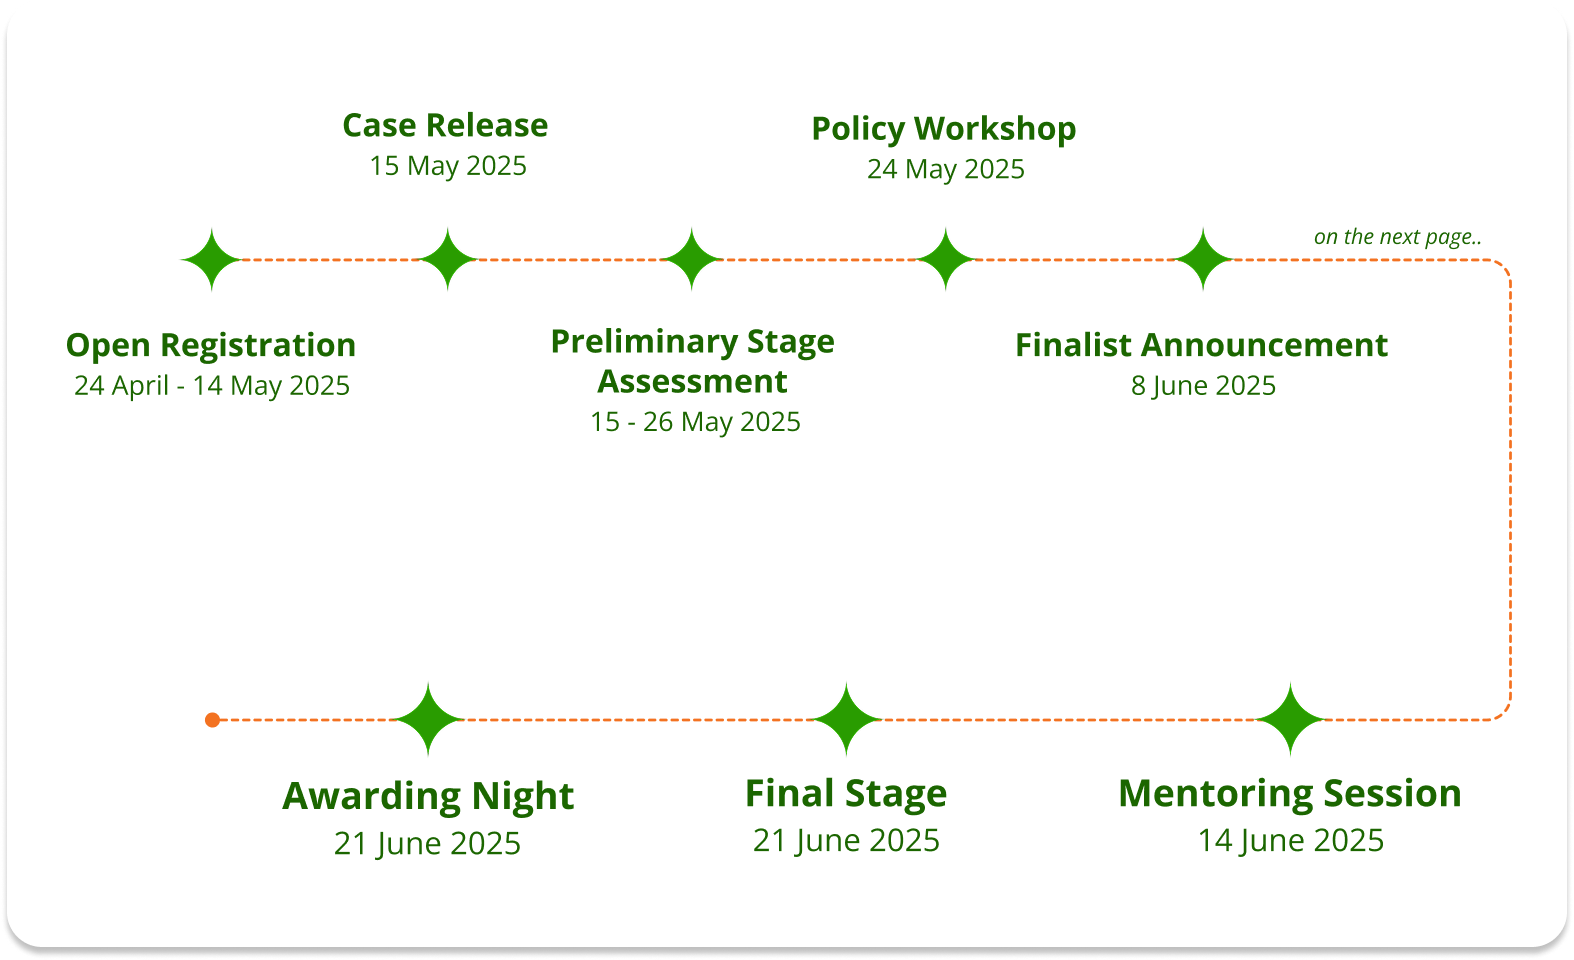 Case Release
15 May 2025
Policy Workshop
24 May 2025
on the next page..
Open Registration
24 April - 14 May 2025
Preliminary Stage
Assessment
15 - 26 May 2025
Finalist Announcement
8 June 2025
Awarding Night
21 June 2025
Final Stage
21 June 2025
Mentoring Session
14 June 2025